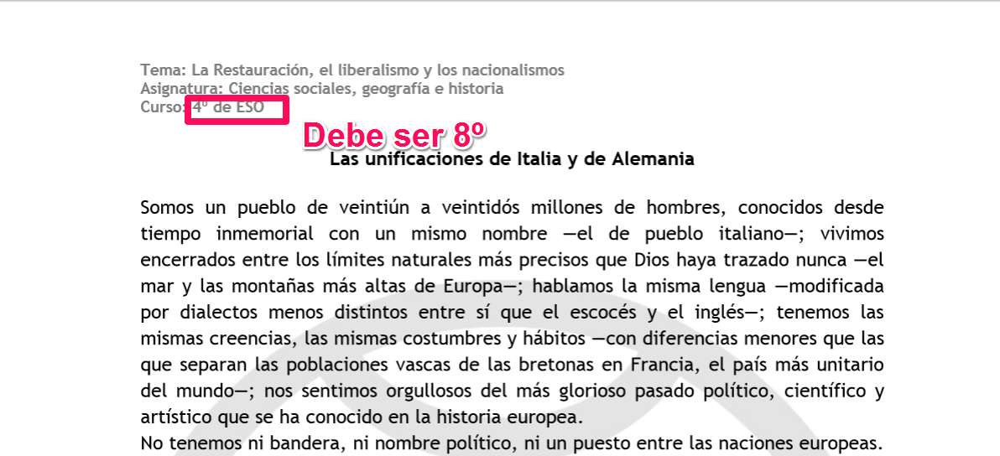 Tema: La Restauración, el liberalismo y los nacionalismos
Asignatura: Ciencias sociales, geografía e historia
Curso: 4º de ESO
Debe ser 8º
Las unificaciones de Italia y de Alemania
Somos un pueblo de veintiún a veintidós millones de hombres, conocidos desde
tiempo inmemorial con un mismo nombre —el de pueblo italiano—; vivimos
encerrados entre los límites naturales más precisos que Dios haya trazado nunca —el
mar y las montañas más altas de Europa—; hablamos la misma lengua —modificada
por dialectos menos distintos entre sí que el escocés y el inglés—; tenemos las
mismas creencias, las mismas costumbres y hábitos —con diferencias menores que las
que separan las poblaciones vascas de las bretonas en Francia, el país más unitario
del mundo—; nos sentimos orgullosos del más glorioso pasado político, científico y
artístico que se ha conocido en la historia europea.
No tenemos ni bandera, ni nombre político, ni un puesto entre las naciones europeas.